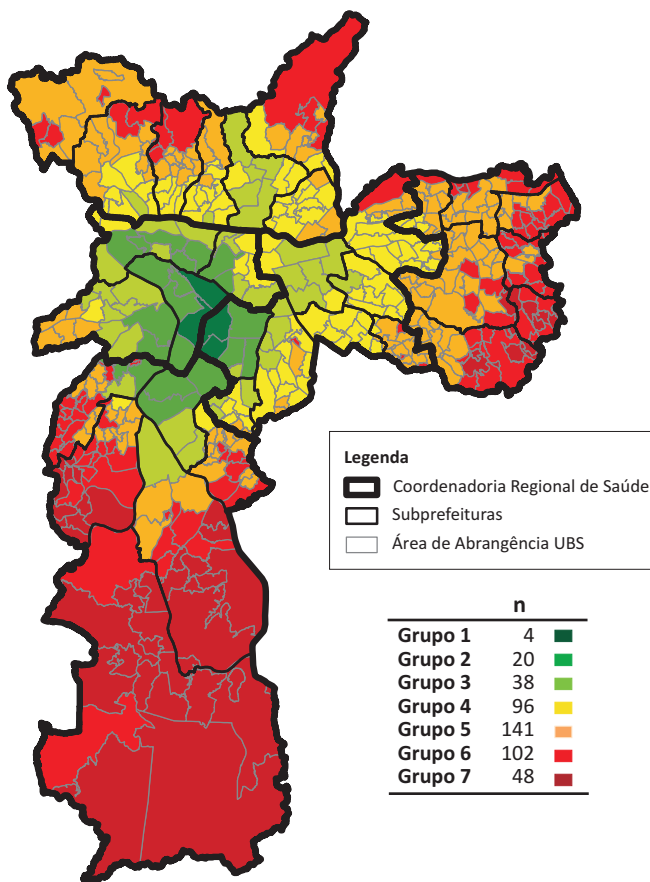 Legenda
Coordenadoria Regional de Saúde
Subprefeituras
Área de Abrangência UBS
n
Grupo 1 4
Grupo 2 20
Grupo 3 38
Grupo 4 96
Grupo 5 141
Grupo 6 102
Grupo 7 48